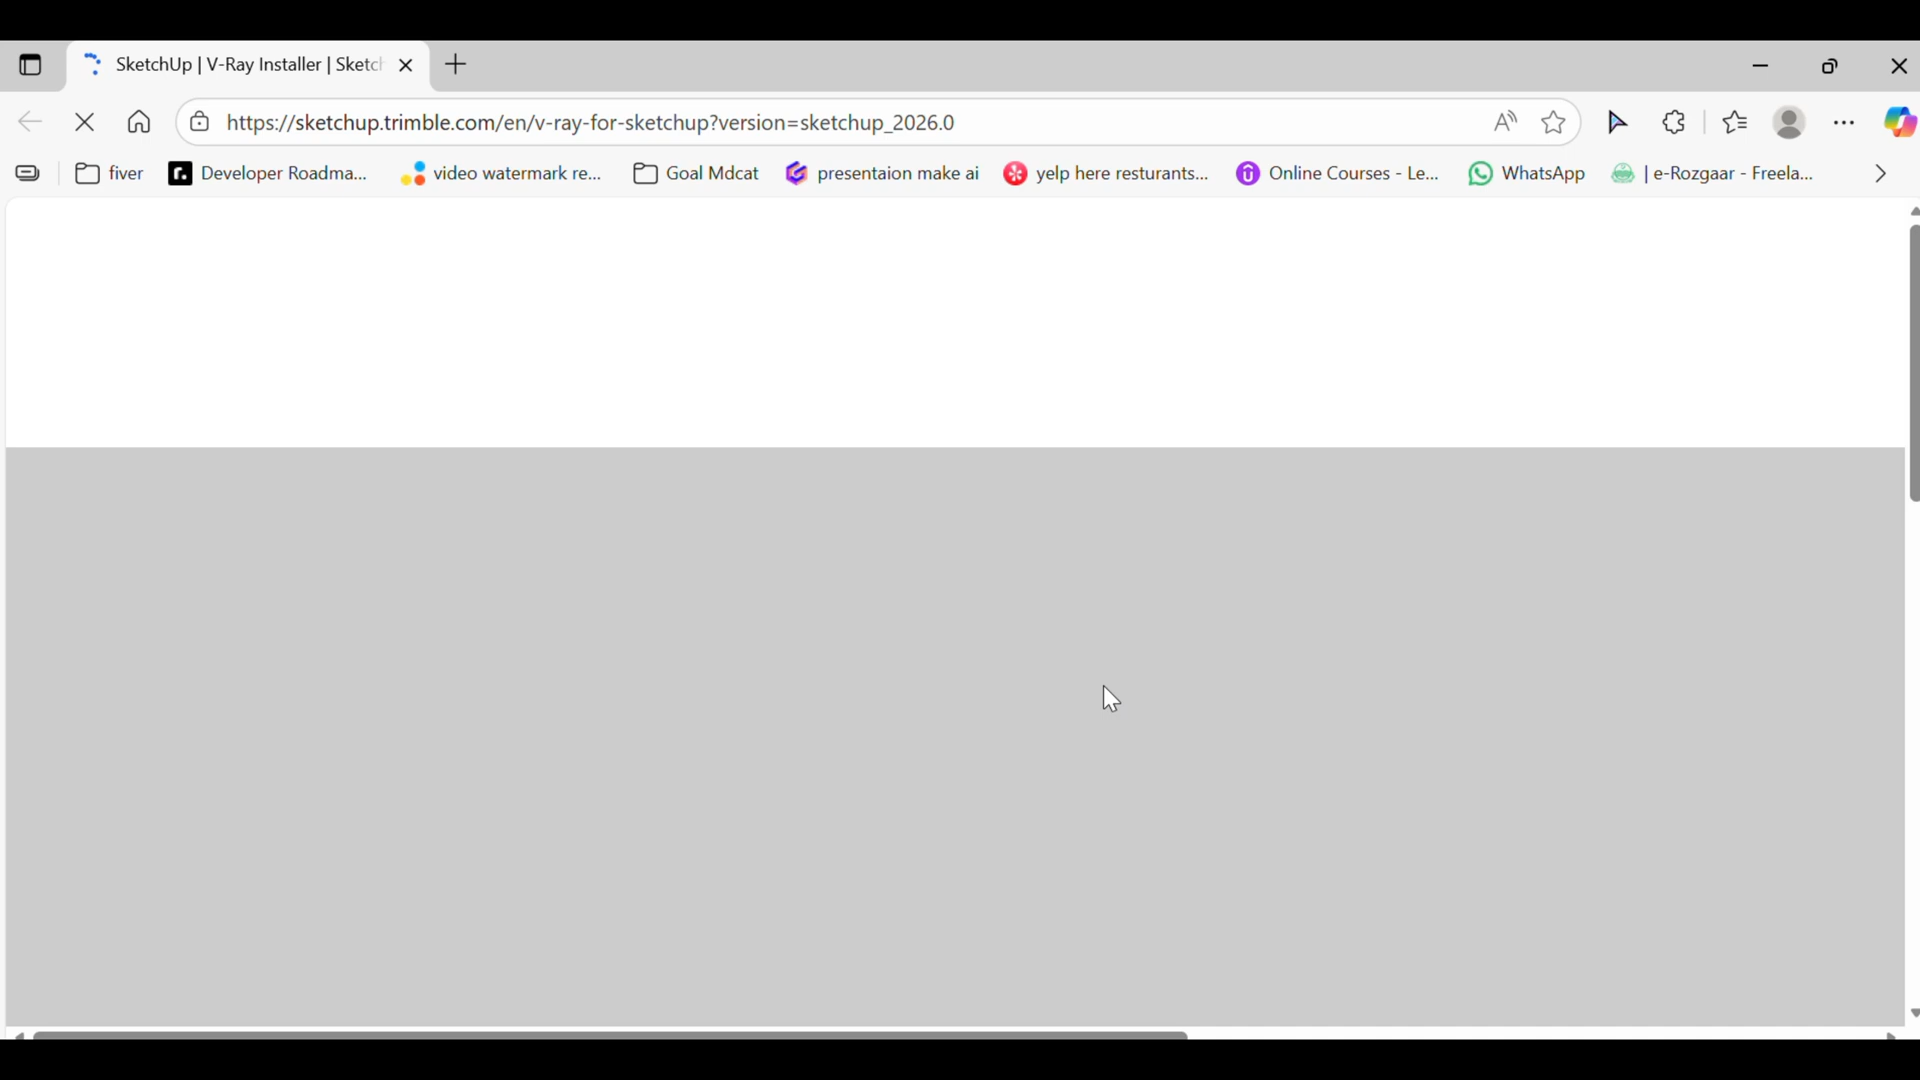 SketchUp | V-Ray Installer | Sketch
https://sketchup.trimble.com/en/v-ray-for-sketchup?version=sketchup_2026.0
fiver Developer Roadma... video watermark re... Goal Mdcat presentaion make ai yelp here resturants... Online Courses - Le... WhatsApp | e-Rozgaar - Freela...